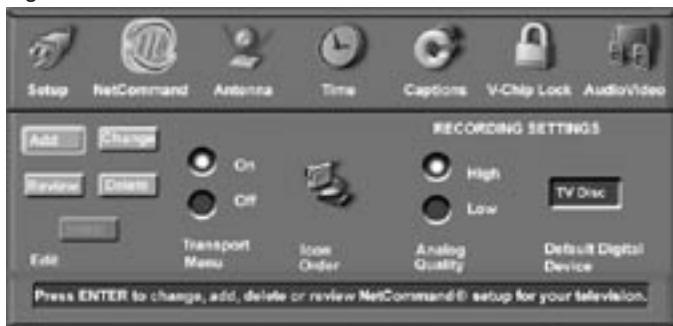 Setup NetCommand Antenna Time Captions V-Chip Lock AudioVideo
RECORDING SETTINGS
Add Change
On High
Review Delete TV Disc
Off Low
Edit
Transport Menu
Icon Order
Analog Quality
Default Digital Device
Press ENTER to change, add, delete or review NetCommand® setup for your television.